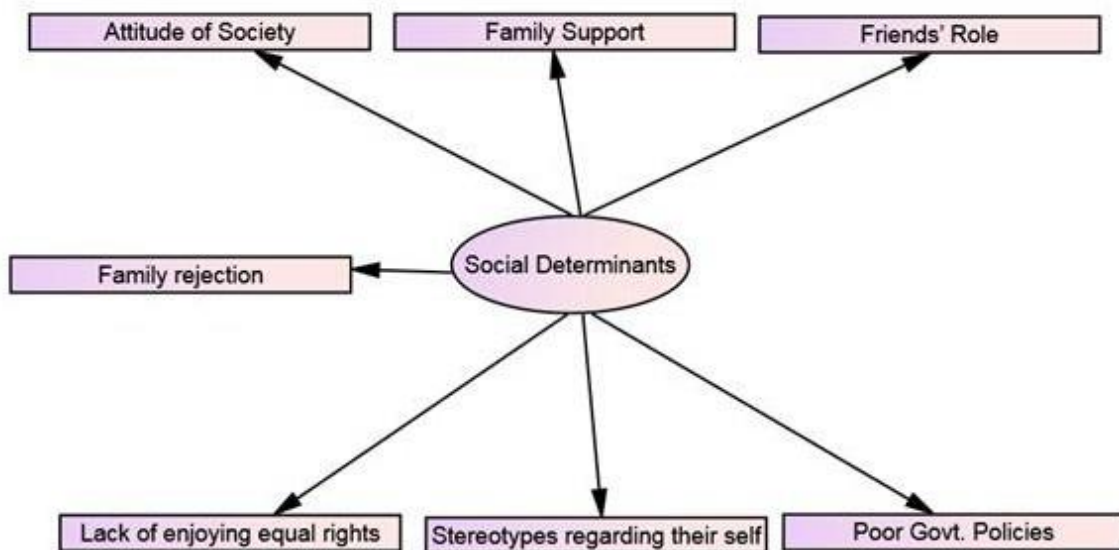 Attitude of Society
Family Support
Friends' Role
Social Determinants
Family rejection
Lack of enjoying equal rights
Stereotypes regarding their self
Poor Govt. Policies